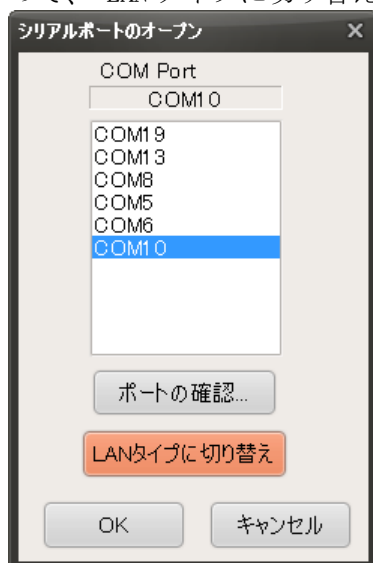 シリアルポートのオープン
COM Port
COM10
COM19
COM13
COM8
COM5
COM6
COM10
ポートの確認...
LANタイプに切り替え
OK
キャンセル